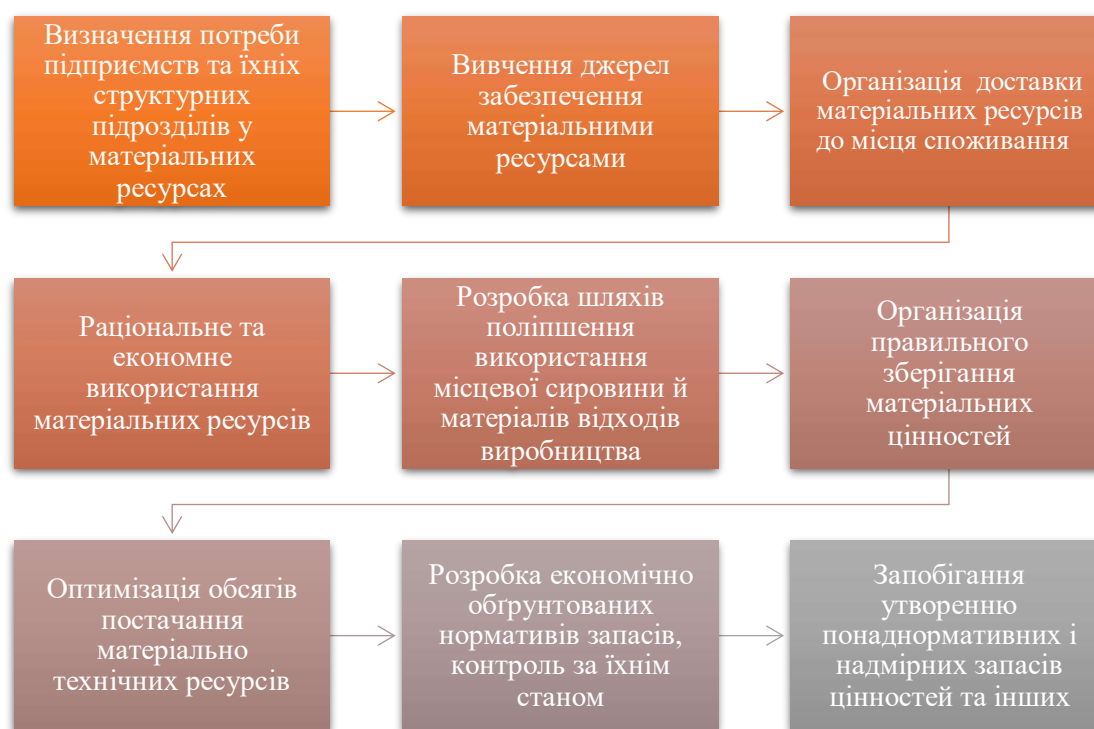 Визначення потреби
підприємств та їхніх
структурних
підрозділів у
матеріальних
ресурсах
Вивчення джерел
забезпечення
матеріальними
ресурсами
Організація доставки
матеріальних ресурсів
до місця споживання
Раціональне та
економне
використання
матеріальних ресурсів
Розробка шляхів
поліпшення
використання
місцевої сировини й
матеріалів відходів
виробництва
Організація
правильного
зберігання
матеріальних
цінностей
Оптимізація обсягів
постачання
матеріально
технічних ресурсів
Розробка економічно
обґрунтованих
нормативів запасів,
контроль за їхнім
станом
Запобігання
утворенню
понаднормативних і
надмірних запасів
цінностей та інших